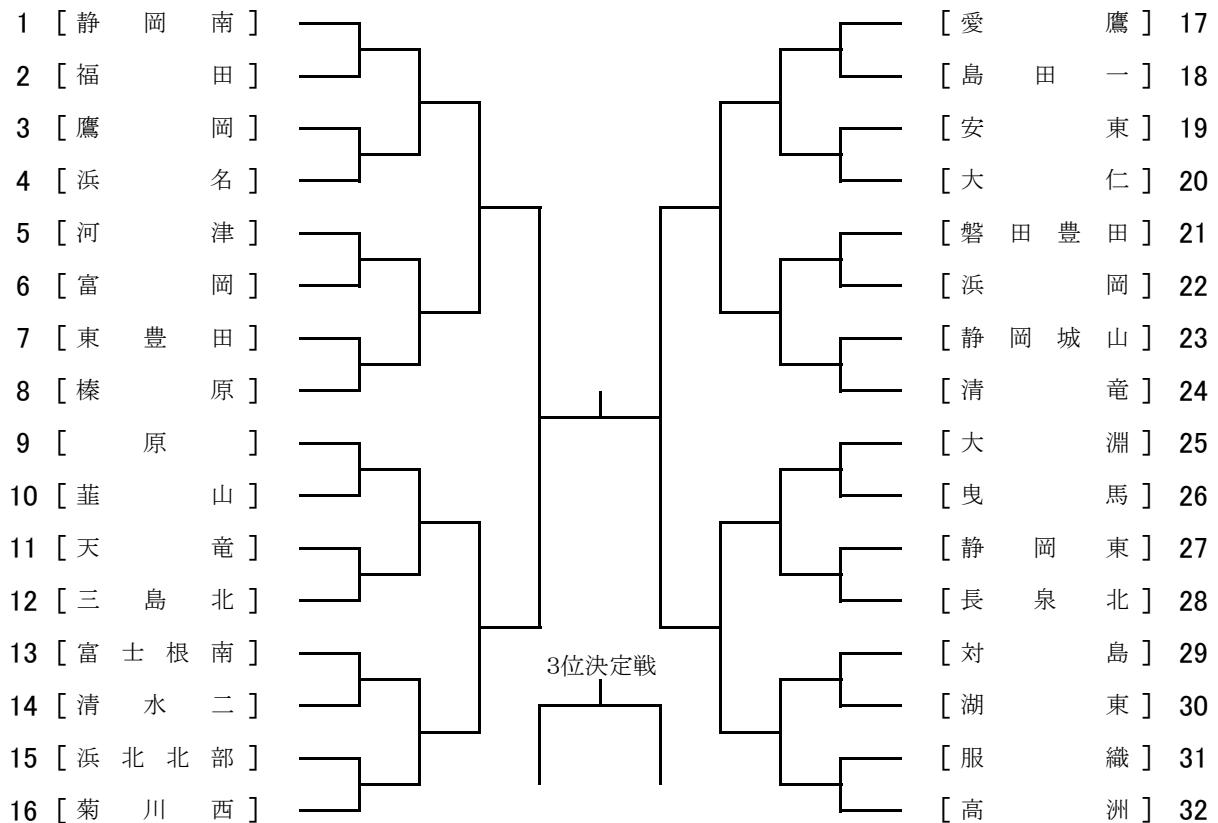 1 [ 静 岡 南 ]
2 [ 福 田 ]
3 [ 鷹 岡 ]
4 [ 浜 名 ]
5 [ 河 津 ]
6 [ 富 岡 ]
7 [ 東 豊 田 ]
8 [ 榛 原 ]
9 [ 原 ]
10 [ 韮 山 ]
11 [ 天 竜 ]
12 [ 三 島 北 ]
13 [ 富 士 根 南 ]
14 [ 清 水 二 ]
15 [ 浜 北 北 部 ]
16 [ 菊 川 西 ]
3位決定戦
[ 愛 鷹 ] 17
[ 島 田 一 ] 18
[ 安 東 ] 19
[ 大 仁 ] 20
[ 磐 田 豊 田 ] 21
[ 浜 岡 ] 22
[ 静 岡 城 山 ] 23
[ 清 竜 ] 24
[ 大 淵 ] 25
[ 曳 馬 ] 26
[ 静 岡 東 ] 27
[ 長 泉 北 ] 28
[ 対 島 ] 29
[ 湖 東 ] 30
[ 服 織 ] 31
[ 高 洲 ] 32